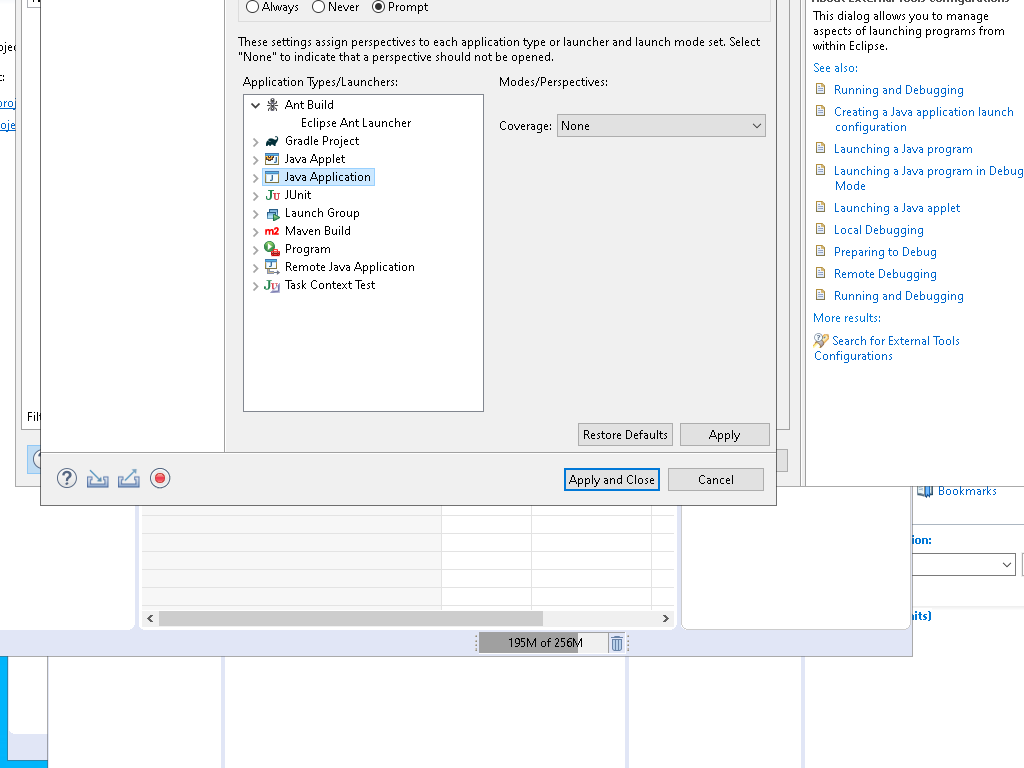 Always
Never
Prompt
These settings assign perspectives to each application type or launcher and launch mode set. Select
"None" to indicate that a perspective should not be opened.
Application Types/Launchers:
Modes/Perspectives:
Ant Build
Eclipse Ant Launcher
Gradle Project
Java Applet
Java Application
JUnit
Launch Group
Maven Build
Program
Remote Java Application
Task Context Test
Coverage:
None
Restore Defaults
Apply
Apply and Close
Cancel
About External Tools Configurations
This dialog allows you to manage
aspects of launching programs from
within Eclipse.
See also:
Running and Debugging
Creating a Java application launch
configuration
Launching a Java program
Launching a Java program in Debug
Mode
Launching a Java applet
Local Debugging
Preparing to Debug
Remote Debugging
Running and Debugging
More results:
Search for External Tools
Configurations
Bookmarks
ion:
195M of 256M